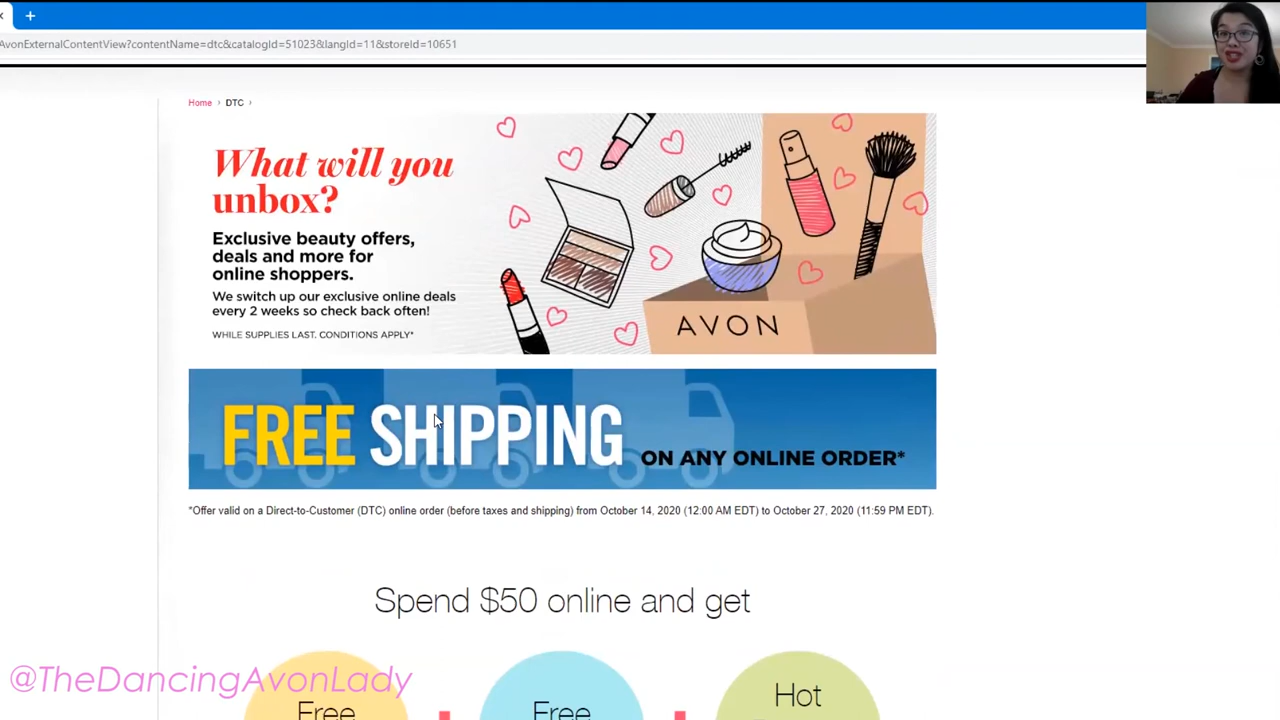 AvonExternalContentView?contentName=dtc&catalogId=51023&langId=11&storeId=10651
Home › DTC ›
What will you
unbox?
Exclusive beauty offers,
deals and more for
online shoppers.
We switch up our exclusive online deals
every 2 weeks so check back often!
WHILE SUPPLIES LAST. CONDITIONS APPLY*
AVON
FREE SHIPPING ON ANY ONLINE ORDER*
*Offer valid on a Direct-to-Customer (DTC) online order (before taxes and shipping) from October 14, 2020 (12:00 AM EDT) to October 27, 2020 (11:59 PM EDT).
Spend $50 online and get
Free + Free + Hot
@TheDancingAvonLady